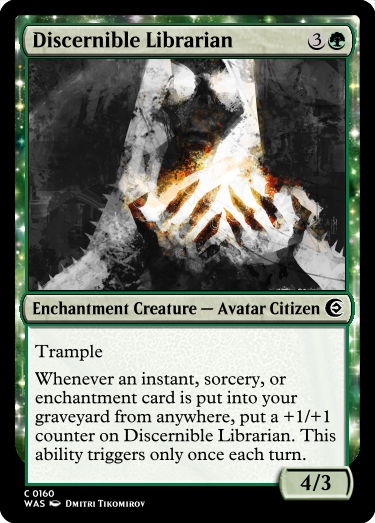 Discernible Librarian 3
Enchantment Creature — Avatar Citizen
Trample
Whenever an instant, sorcery, or
enchantment card is put into your
graveyard from anywhere, put a +1/+1
counter on Discernible Librarian. This
ability triggers only once each turn.
4/3
C 0160
WAS Dmitri Tikomirov